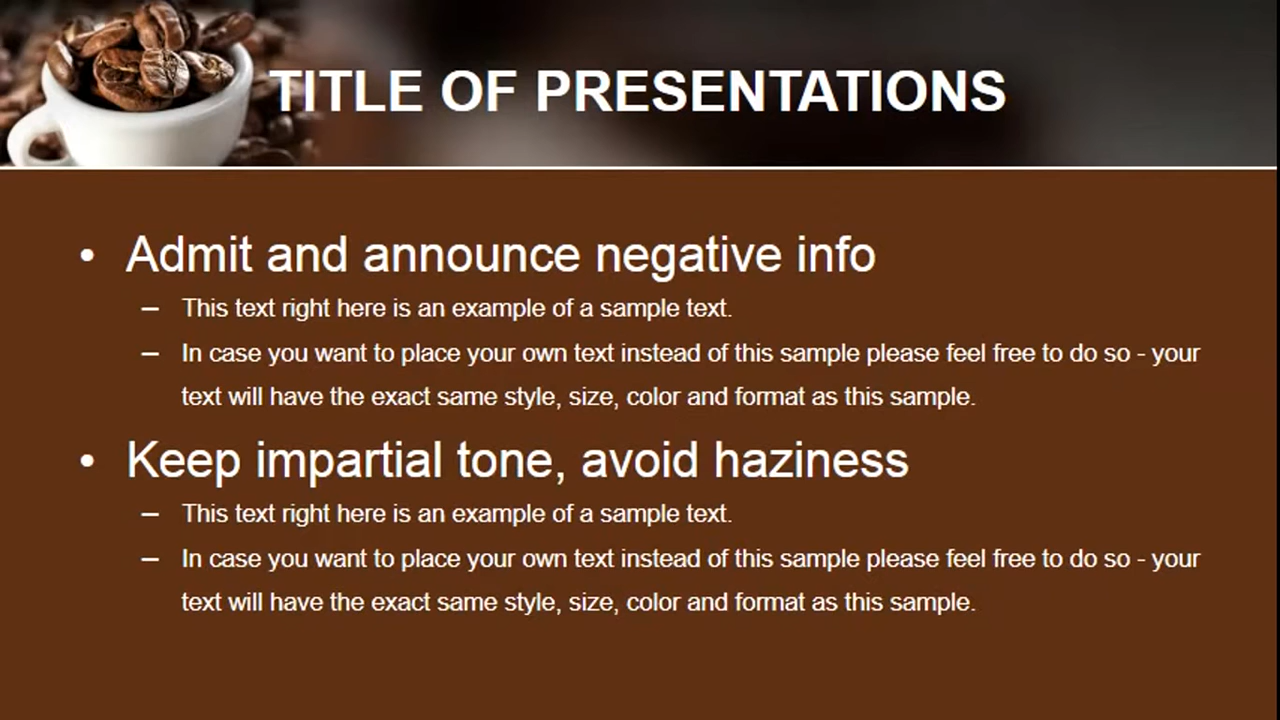 TITLE OF PRESENTATIONS
• Admit and announce negative info
– This text right here is an example of a sample text.
– In case you want to place your own text instead of this sample please feel free to do so - your
text will have the exact same style, size, color and format as this sample.
• Keep impartial tone, avoid haziness
– This text right here is an example of a sample text.
– In case you want to place your own text instead of this sample please feel free to do so - your
text will have the exact same style, size, color and format as this sample.